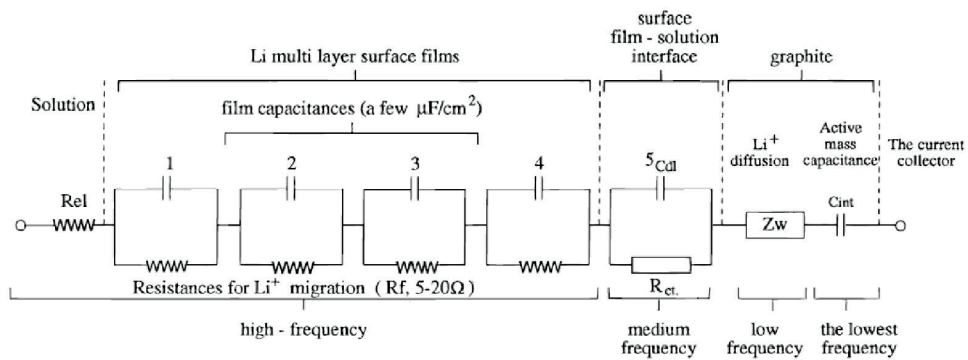 surface
film - solution
interface
Li multi layer surface films
graphite
Solution
film capacitances (a few μF/cm²)
Li⁺
diffusion
Active
mass
capacitance
The current
collector
1
2
3
4
5Cdl
Rel
Zw
Cint
Resistances for Li⁺ migration ( Rf, 5-20Ω )
R ct.
high - frequency
medium
frequency
low
frequency
the lowest
frequency